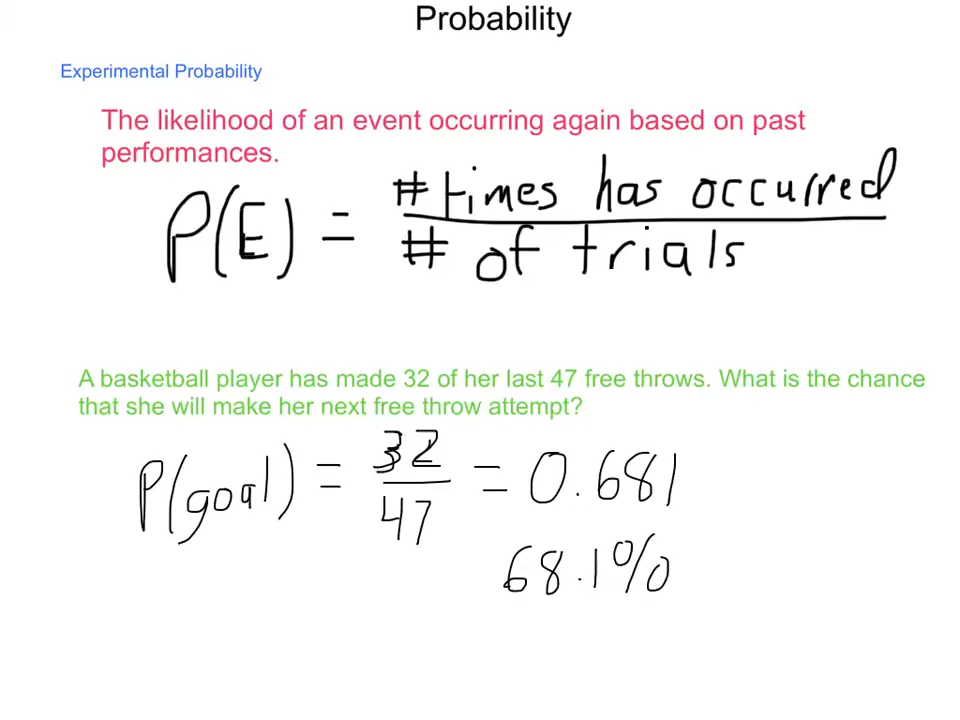 Probability
Experimental Probability
The likelihood of an event occurring again based on past
performances.
P(E) = # times has occurred / # of trials
A basketball player has made 32 of her last 47 free throws. What is the chance
that she will make her next free throw attempt?
P(goal) = 32 / 47 = 0.681
68.1%